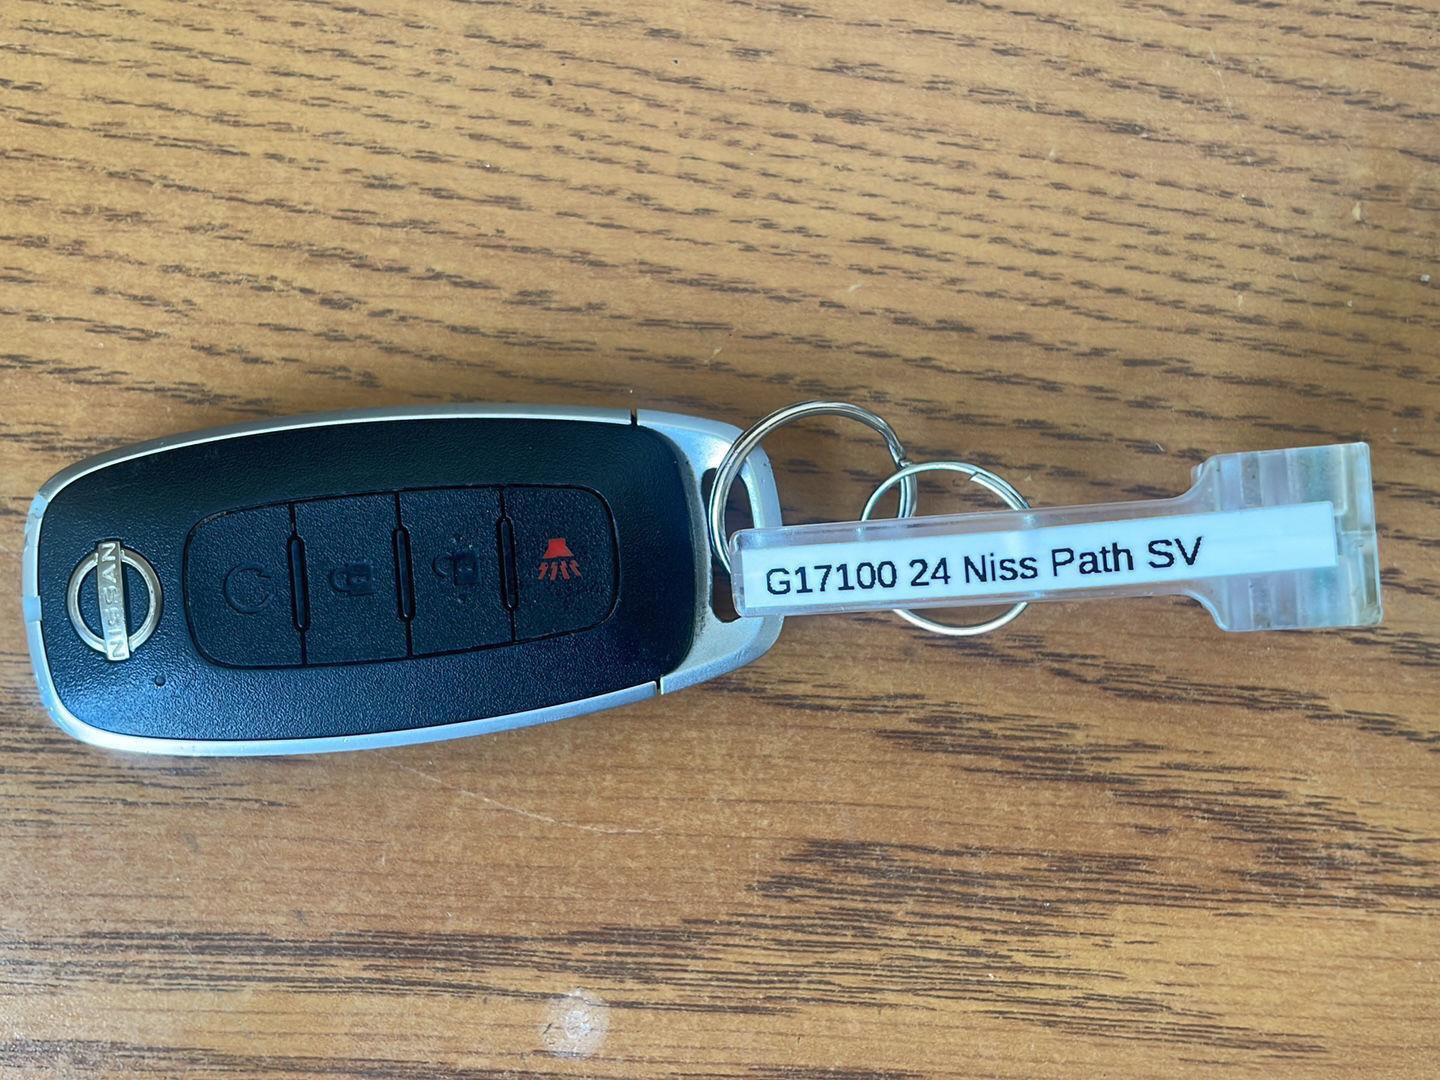 NISSAN
G17100 24 Niss Path SV